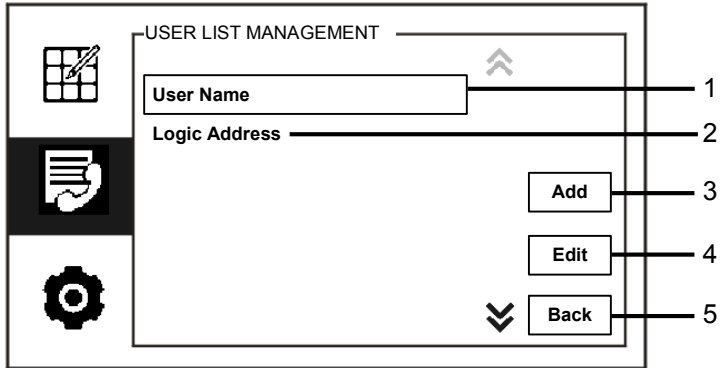 USER LIST MANAGEMENT
User Name 1
Logic Address 2
Add 3
Edit 4
Back 5